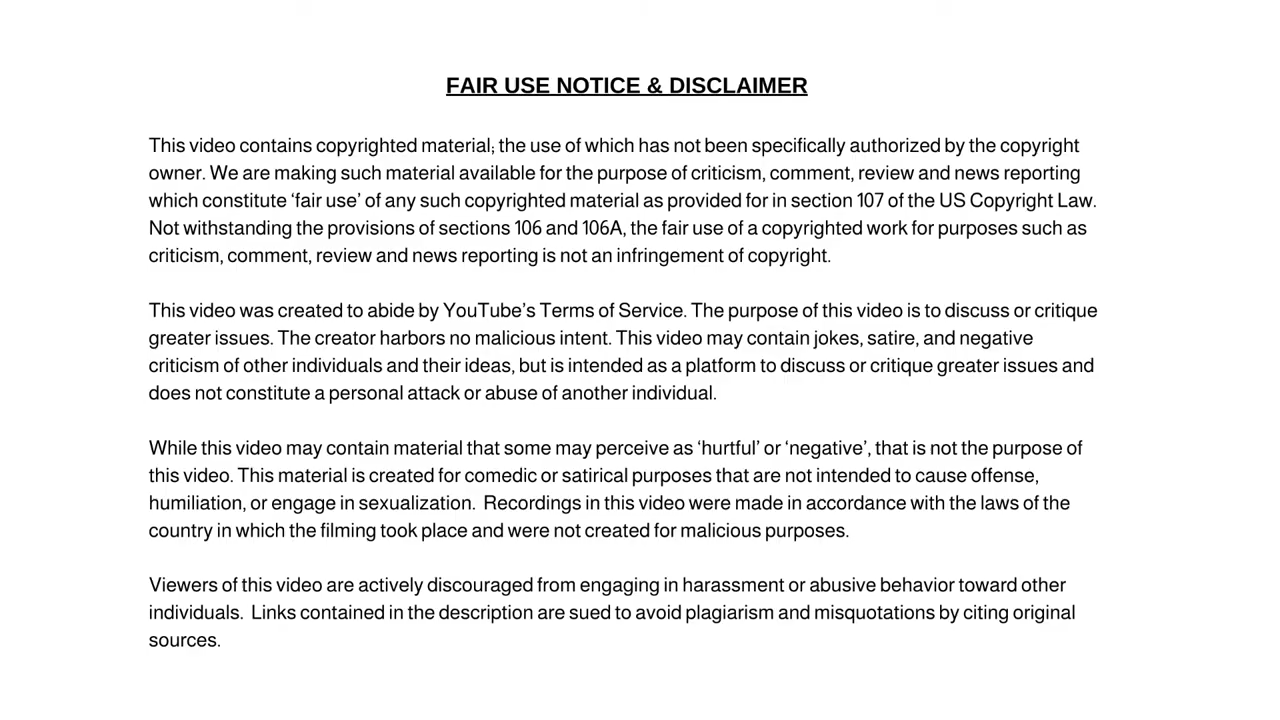 FAIR USE NOTICE & DISCLAIMER
This video contains copyrighted material; the use of which has not been specifically authorized by the copyright
owner. We are making such material available for the purpose of criticism, comment, review and news reporting
which constitute ‘fair use’ of any such copyrighted material as provided for in section 107 of the US Copyright Law.
Not withstanding the provisions of sections 106 and 106A, the fair use of a copyrighted work for purposes such as
criticism, comment, review and news reporting is not an infringement of copyright.
This video was created to abide by YouTube’s Terms of Service. The purpose of this video is to discuss or critique
greater issues. The creator harbors no malicious intent. This video may contain jokes, satire, and negative
criticism of other individuals and their ideas, but is intended as a platform to discuss or critique greater issues and
does not constitute a personal attack or abuse of another individual.
While this video may contain material that some may perceive as ‘hurtful’ or ‘negative’, that is not the purpose of
this video. This material is created for comedic or satirical purposes that are not intended to cause offense,
humiliation, or engage in sexualization.  Recordings in this video were made in accordance with the laws of the
country in which the filming took place and were not created for malicious purposes.
Viewers of this video are actively discouraged from engaging in harassment or abusive behavior toward other
individuals.  Links contained in the description are sued to avoid plagiarism and misquotations by citing original
sources.